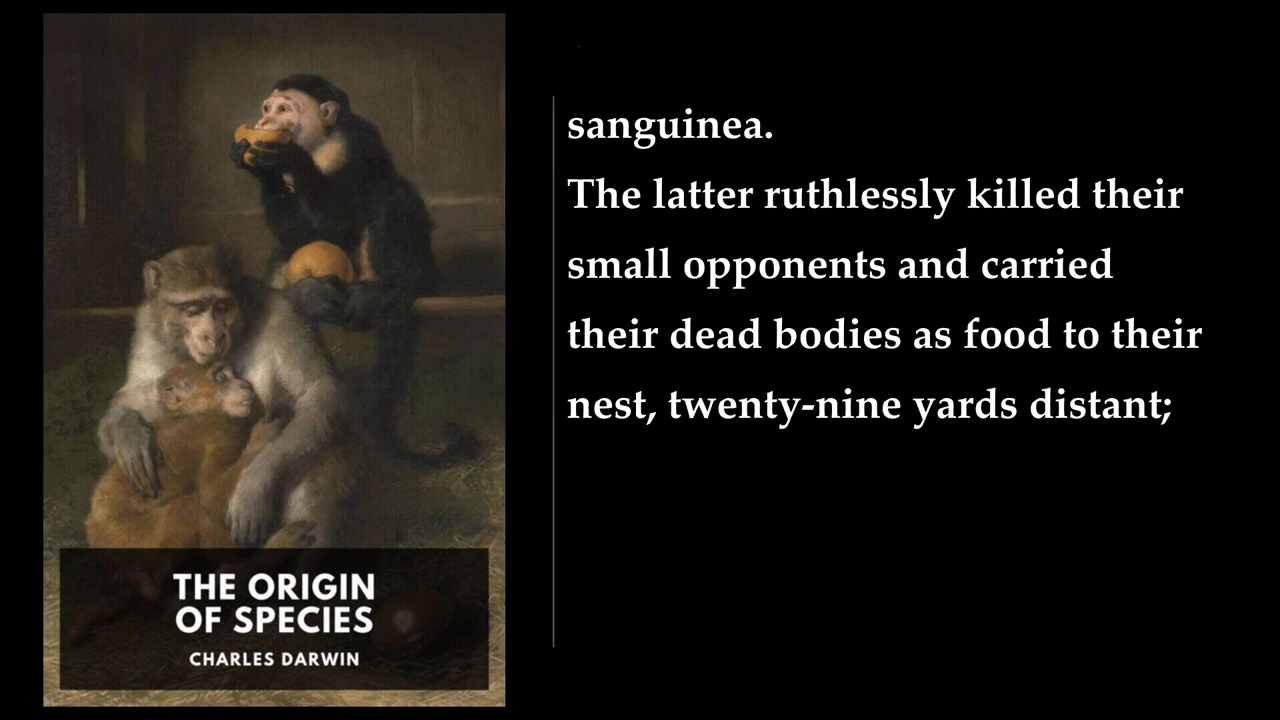 THE ORIGIN
OF SPECIES
CHARLES DARWIN
sanguinea.
The latter ruthlessly killed their
small opponents and carried
their dead bodies as food to their
nest, twenty-nine yards distant;